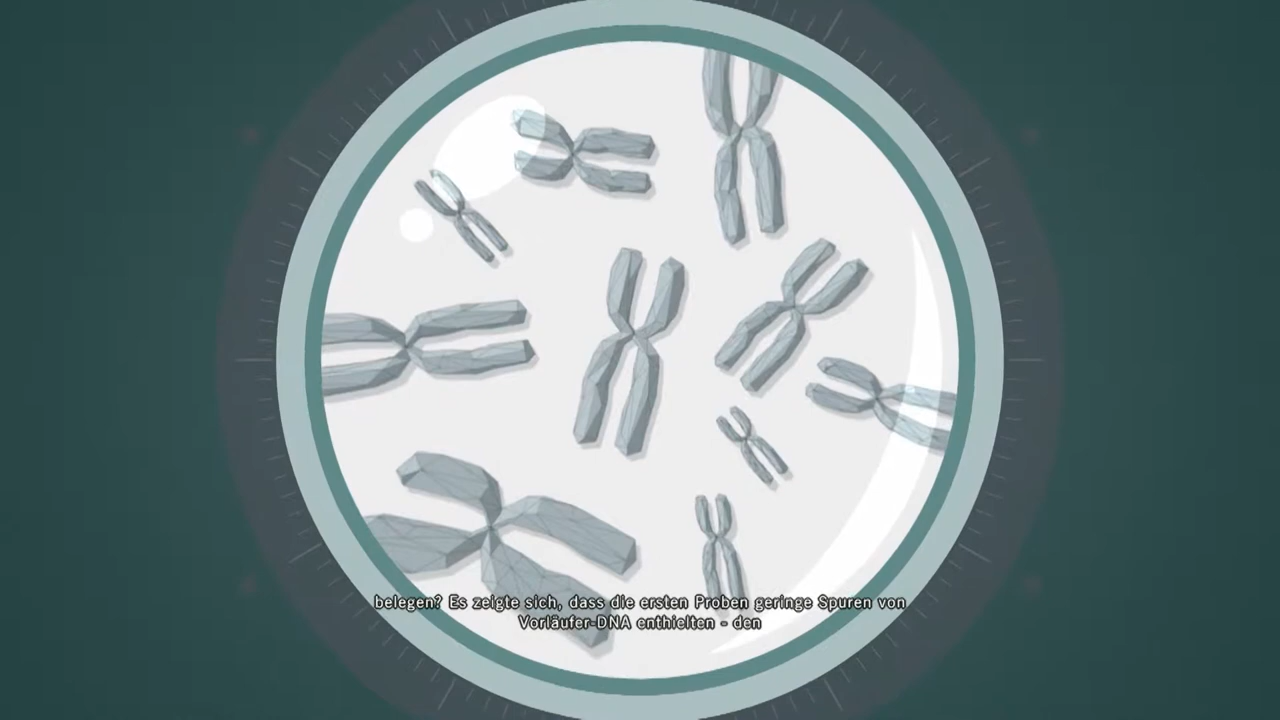 belegen? Es zeigte sich, dass die ersten Proben geringe Spuren von
Vorläufer-DNA enthielten - den